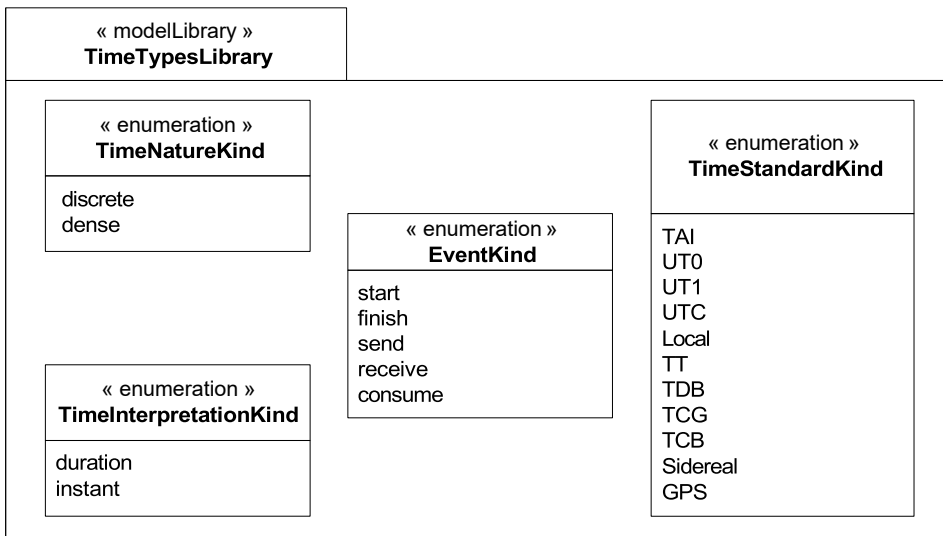 « modelLibrary »
TimeTypesLibrary
« enumeration »
TimeNatureKind
discrete
dense
« enumeration »
TimeInterpretationKind
duration
instant
« enumeration »
EventKind
start
finish
send
receive
consume
« enumeration »
TimeStandardKind
TAI
UT0
UT1
UTC
Local
TT
TDB
TCG
TCB
Sidereal
GPS